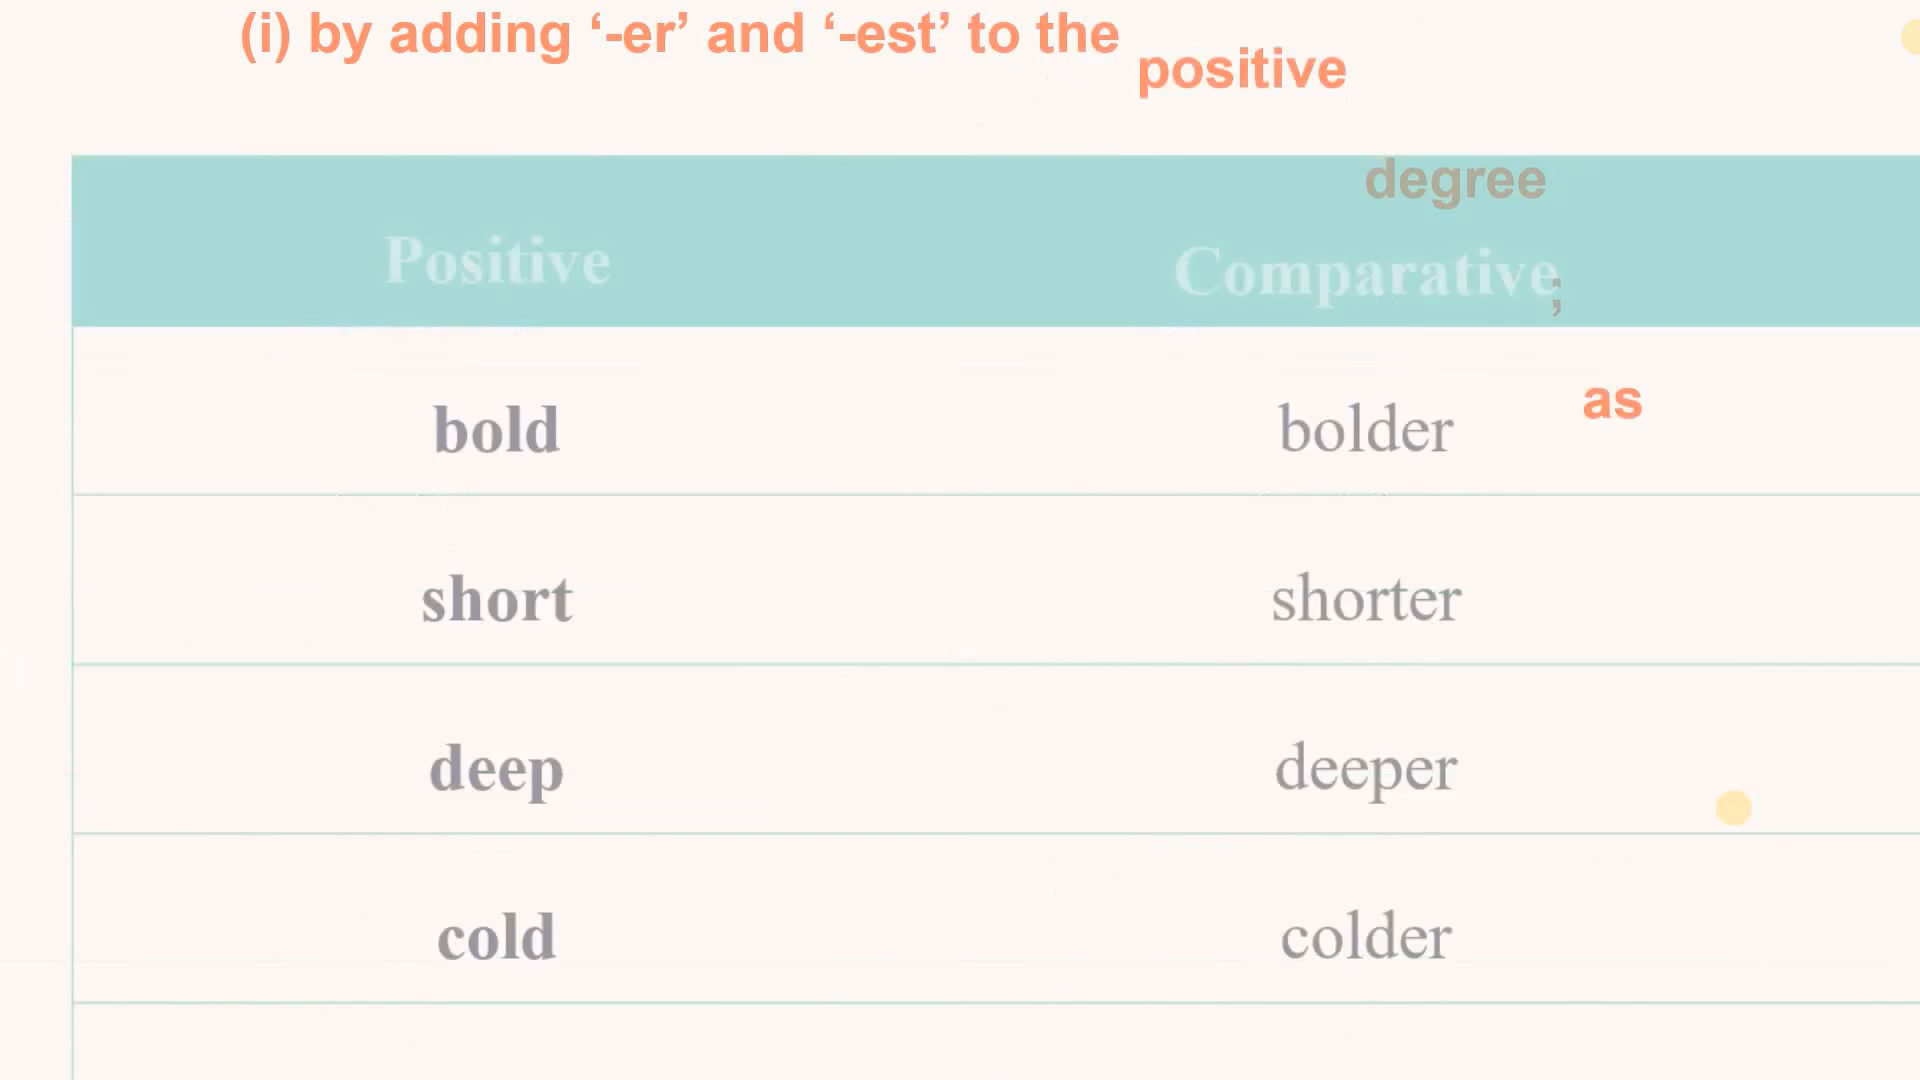 (i) by adding ‘-er’ and ‘-est’ to the positive degree ; as
Positive Comparative
bold bolder
short shorter
deep deeper
cold colder